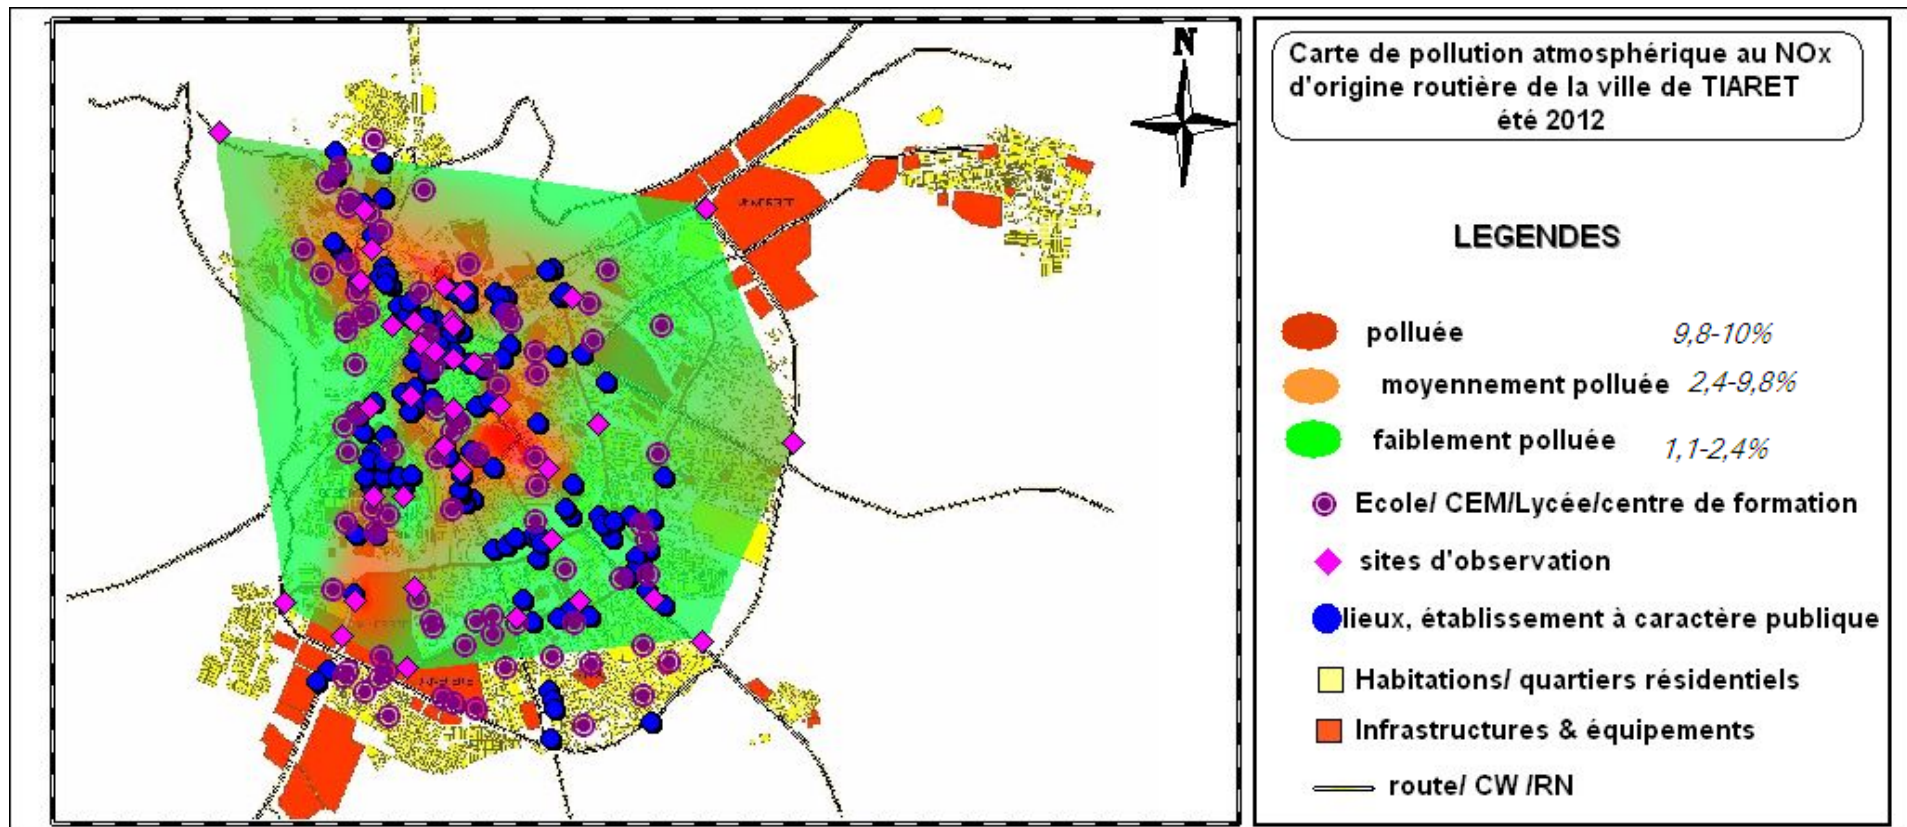 N
Carte de pollution atmosphérique au NOx
d'origine routière de la ville de TIARET
été 2012
LEGENDES
polluée 9,8-10%
moyennement polluée 2,4-9,8%
faiblement polluée 1,1-2,4%
Ecole/ CEM/Lycée/centre de formation
sites d'observation
lieux, établissement à caractère publique
Habitations/ quartiers résidentiels
Infrastructures & équipements
route/ CW /RN